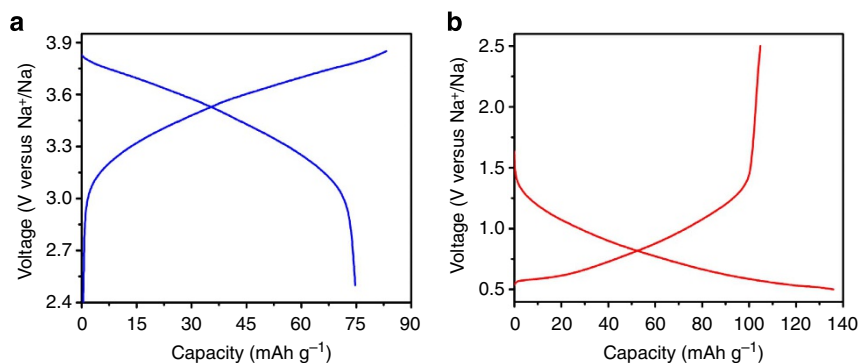 a
3.9
3.6
3.3
3.0
2.7
2.4
Voltage (V versus Na⁺/Na)
0 15 30 45 60 75 90
Capacity (mAh g⁻¹)
b
2.5
2.0
1.5
1.0
0.5
Voltage (V versus Na⁺/Na)
0 20 40 60 80 100 120 140
Capacity (mAh g⁻¹)